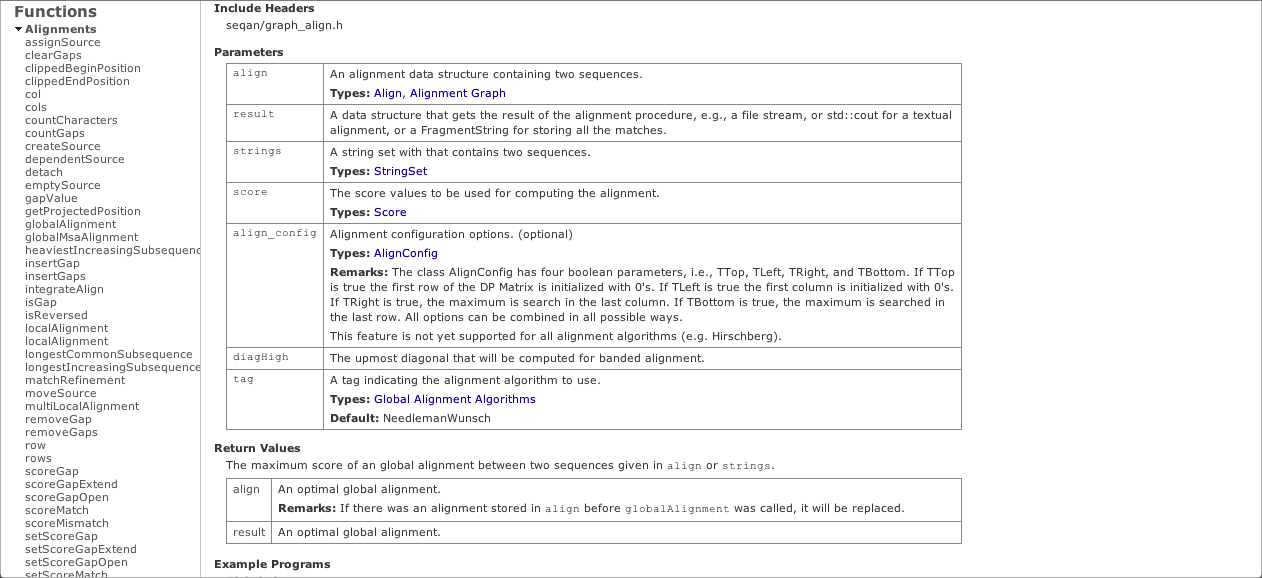 Functions
Alignments
assignSource
clearGaps
clippedBeginPosition
clippedEndPosition
col
cols
countCharacters
countGaps
createSource
dependentSource
detach
emptySource
gapValue
getProjectedPosition
globalAlignment
globalMsaAlignment
heaviestIncreasingSubsequenc
insertGap
insertGaps
integrateAlign
isGap
isReversed
localAlignment
localAlignment
longestCommonSubsequence
longestIncreasingSubsequence
matchRefinement
moveSource
multiLocalAlignment
removeGap
removeGaps
row
rows
scoreGap
scoreGapExtend
scoreGapOpen
scoreMatch
scoreMismatch
setScoreGap
setScoreGapExtend
setScoreGapOpen
setScoreMatch
Include Headers
seqan/graph_align.h
Parameters
align An alignment data structure containing two sequences.
Types: Align, Alignment Graph
result A data structure that gets the result of the alignment procedure, e.g., a file stream, or std::cout for a textual
alignment, or a FragmentString for storing all the matches.
strings A string set with that contains two sequences.
Types: StringSet
score The score values to be used for computing the alignment.
Types: Score
align_config Alignment configuration options. (optional)
Types: AlignConfig
Remarks: The class AlignConfig has four boolean parameters, i.e., TTop, TLeft, TRight, and TBottom. If TTop
is true the first row of the DP Matrix is initialized with 0's. If TLeft is true the first column is initialized with 0's.
If TRight is true, the maximum is search in the last column. If TBottom is true, the maximum is searched in
the last row. All options can be combined in all possible ways.
This feature is not yet supported for all alignment algorithms (e.g. Hirschberg).
diagHigh The upmost diagonal that will be computed for banded alignment.
tag A tag indicating the alignment algorithm to use.
Types: Global Alignment Algorithms
Default: NeedlemanWunsch
Return Values
The maximum score of an global alignment between two sequences given in align or strings.
align An optimal global alignment.
Remarks: If there was an alignment stored in align before globalAlignment was called, it will be replaced.
result An optimal global alignment.
Example Programs